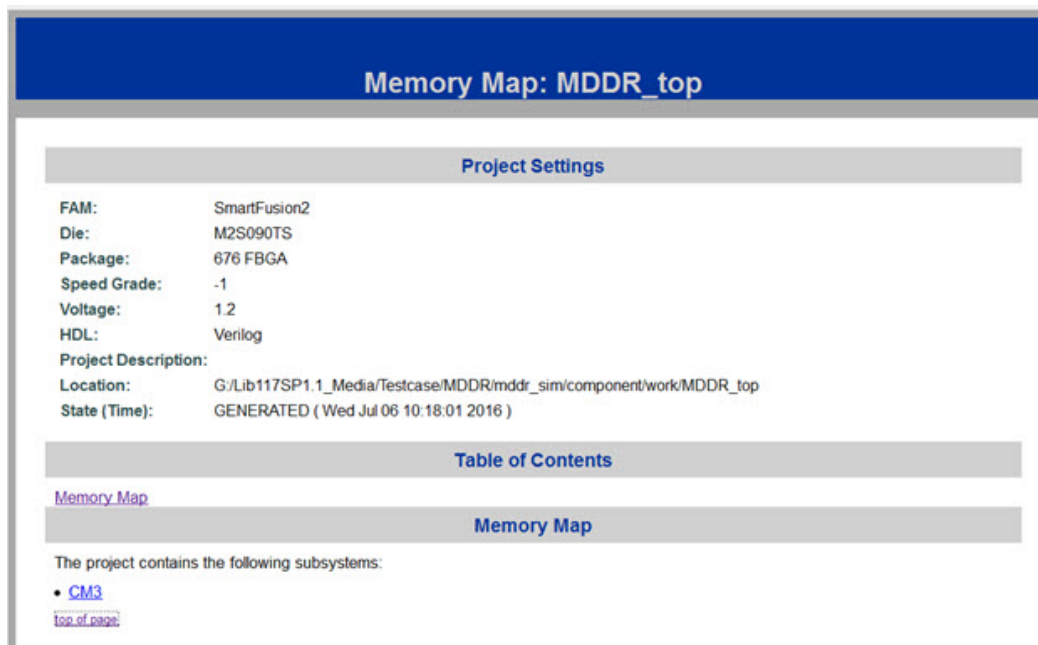 Memory Map: MDDR_top
Project Settings
FAM: SmartFusion2
Die: M2S090TS
Package: 676 FBGA
Speed Grade: -1
Voltage: 1.2
HDL: Verilog
Project Description:
Location: G:/Lib117SP1.1_Media/Testcase/MDDR/mddr_sim/component/work/MDDR_top
State (Time): GENERATED ( Wed Jul 06 10:18:01 2016 )
Table of Contents
Memory Map
Memory Map
The project contains the following subsystems:
• CM3
top of page